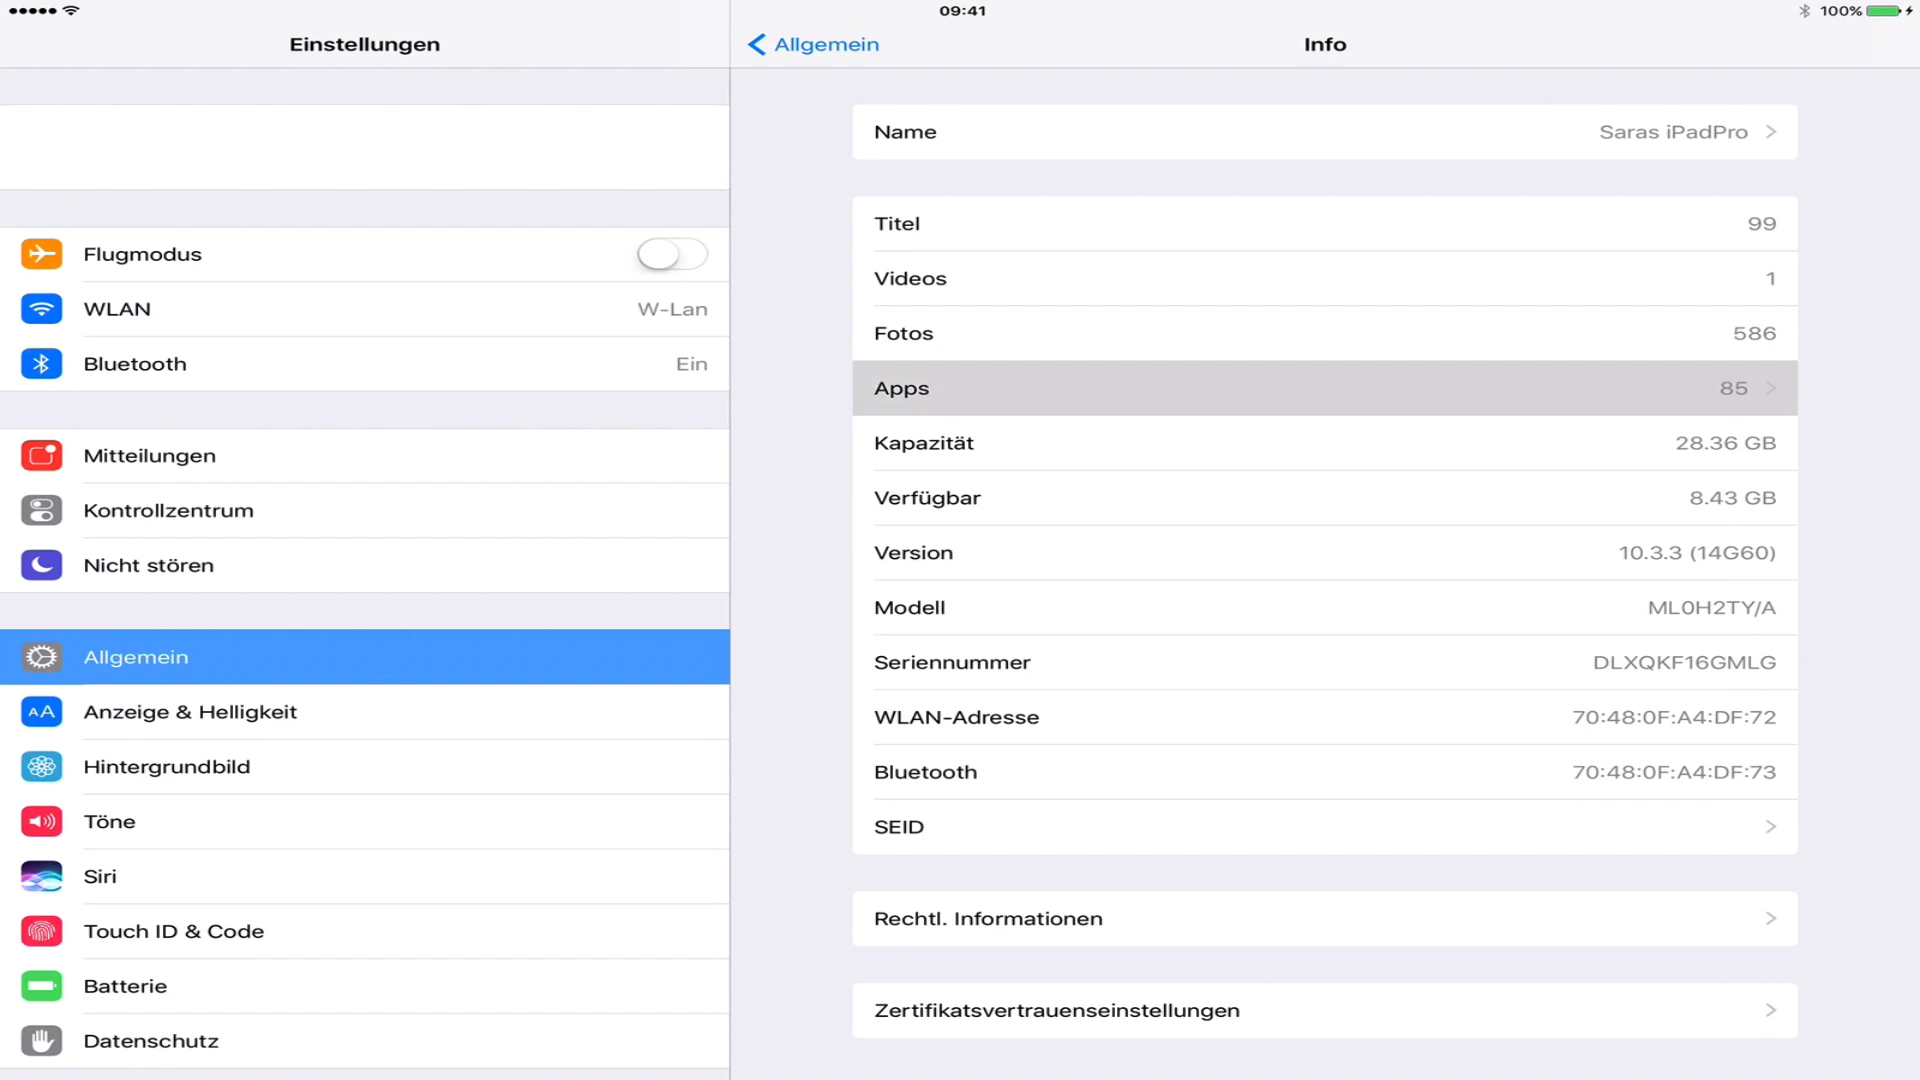 09:41
100%
Einstellungen
Allgemein
Info
Flugmodus
WLAN
W-Lan
Bluetooth
Ein
Mitteilungen
Kontrollzentrum
Nicht stören
Allgemein
Anzeige & Helligkeit
AA
Hintergrundbild
Töne
Siri
Touch ID & Code
Batterie
Datenschutz
Name
Saras iPadPro
Titel
99
Videos
1
Fotos
586
Apps
85
Kapazität
28.36 GB
Verfügbar
8.43 GB
Version
10.3.3 (14G60)
Modell
ML0H2TY/A
Seriennummer
DLXQKF16GMLG
WLAN-Adresse
70:48:0F:A4:DF:72
Bluetooth
70:48:0F:A4:DF:73
SEID
Rechtl. Informationen
Zertifikatsvertrauenseinstellungen